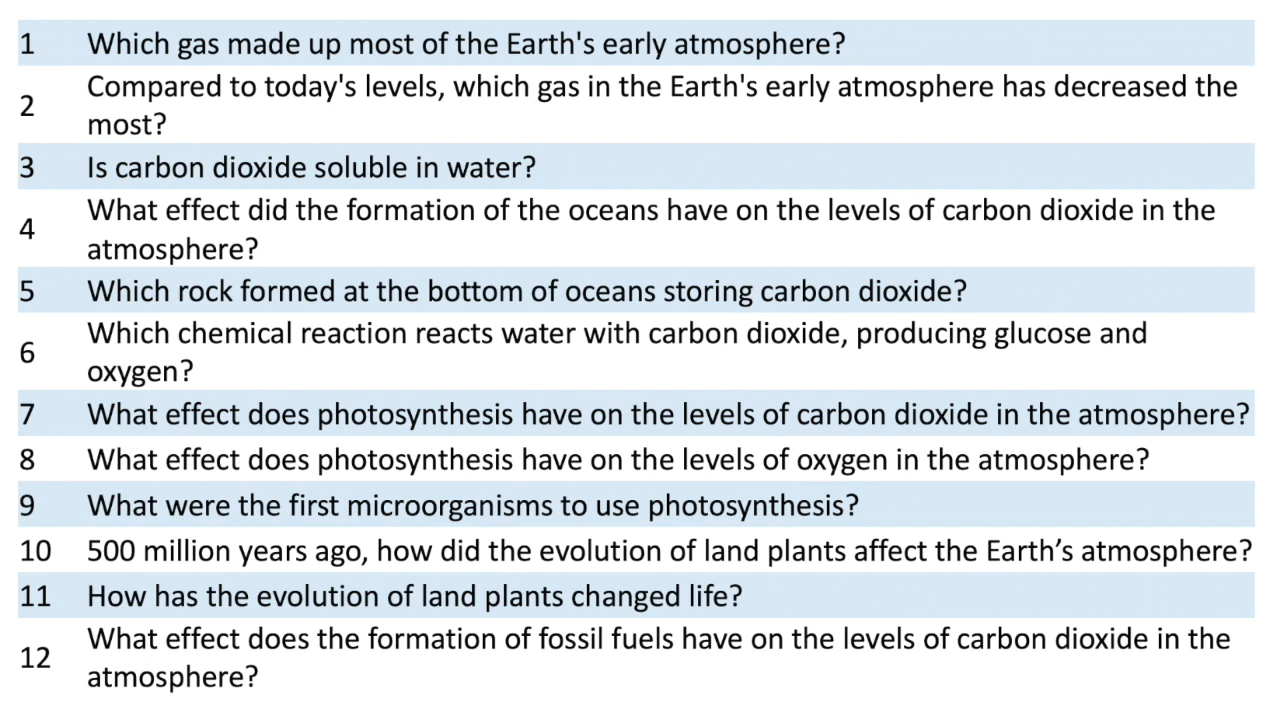 1 Which gas made up most of the Earth's early atmosphere?
2 Compared to today's levels, which gas in the Earth's early atmosphere has decreased the
most?
3 Is carbon dioxide soluble in water?
4 What effect did the formation of the oceans have on the levels of carbon dioxide in the
atmosphere?
5 Which rock formed at the bottom of oceans storing carbon dioxide?
6 Which chemical reaction reacts water with carbon dioxide, producing glucose and
oxygen?
7 What effect does photosynthesis have on the levels of carbon dioxide in the atmosphere?
8 What effect does photosynthesis have on the levels of oxygen in the atmosphere?
9 What were the first microorganisms to use photosynthesis?
10 500 million years ago, how did the evolution of land plants affect the Earth’s atmosphere?
11 How has the evolution of land plants changed life?
12 What effect does the formation of fossil fuels have on the levels of carbon dioxide in the
atmosphere?